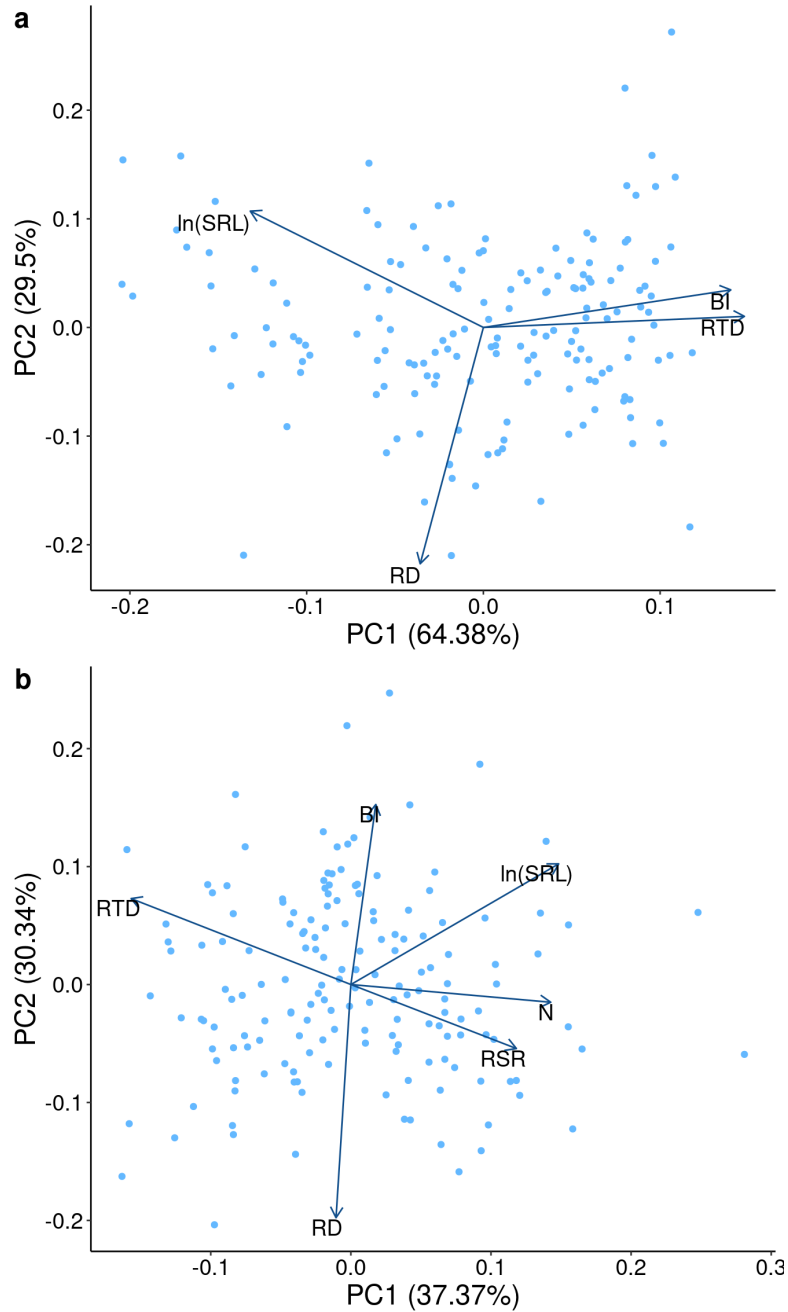 a
0.2
0.1
0.0
-0.1
-0.2
PC2 (29.5%)
ln(SRL)
BI
RTD
RD
-0.2 -0.1 0.0 0.1
PC1 (64.38%)
b
0.2
0.1
0.0
-0.1
-0.2
PC2 (30.34%)
BI
ln(SRL)
RTD
N
RSR
RD
-0.1 0.0 0.1 0.2 0.3
PC1 (37.37%)